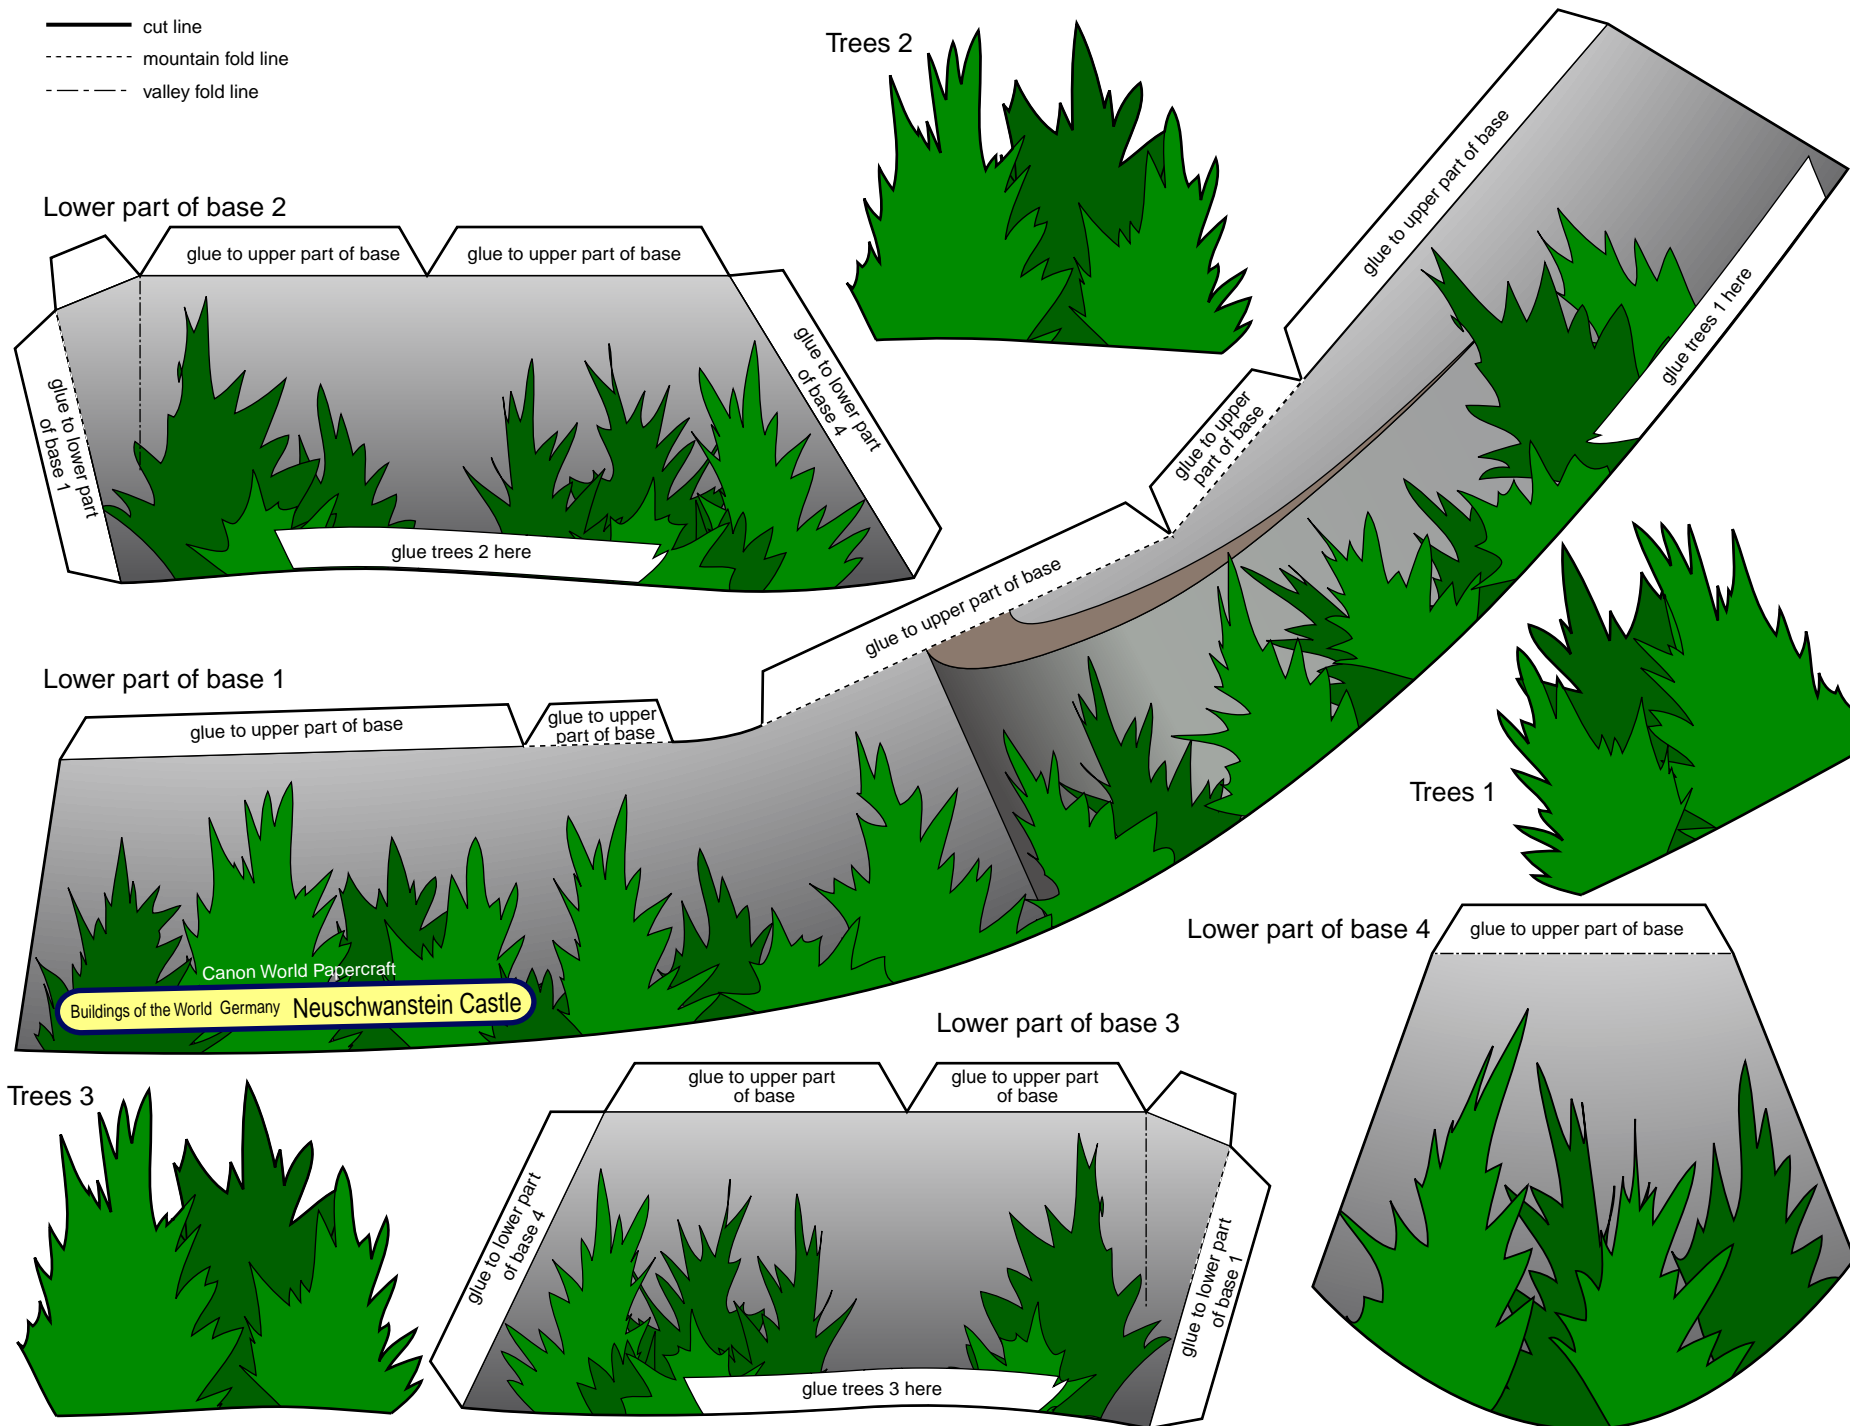 cut line
mountain fold line
valley fold line
Trees 2
glue to upper part of base
glue trees 1 here
Lower part of base 2
glue to upper part of base
glue to upper part of base
glue to lower part
of base 1
glue to lower part
of base 4
glue trees 2 here
glue to upper
part of base
glue to upper part of base
Lower part of base 1
glue to upper part of base
glue to upper
part of base
Trees 1
Canon World Papercraft
Buildings of the World Germany Neuschwanstein Castle
Lower part of base 4
glue to upper part of base
Lower part of base 3
glue to upper part
of base
glue to upper part
of base
glue to lower part
of base 4
glue to lower part
of base 1
glue trees 3 here
Trees 3